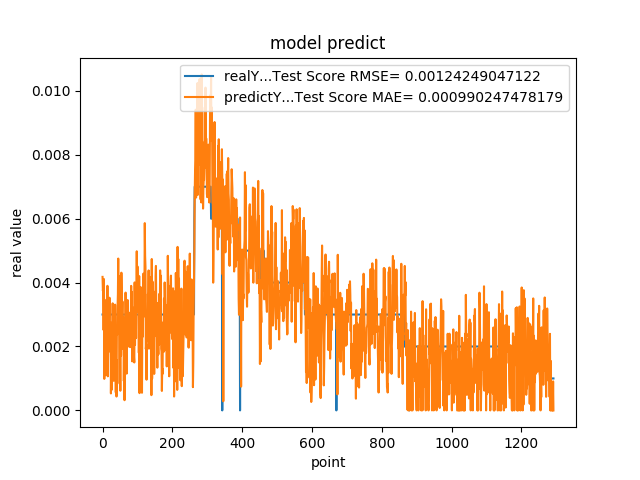 model predict
realY...Test Score RMSE= 0.00124249047122
predictY...Test Score MAE= 0.000990247478179
real value
0.010
0.008
0.006
0.004
0.002
0.000
0
200
400
600
800
1000
1200
point